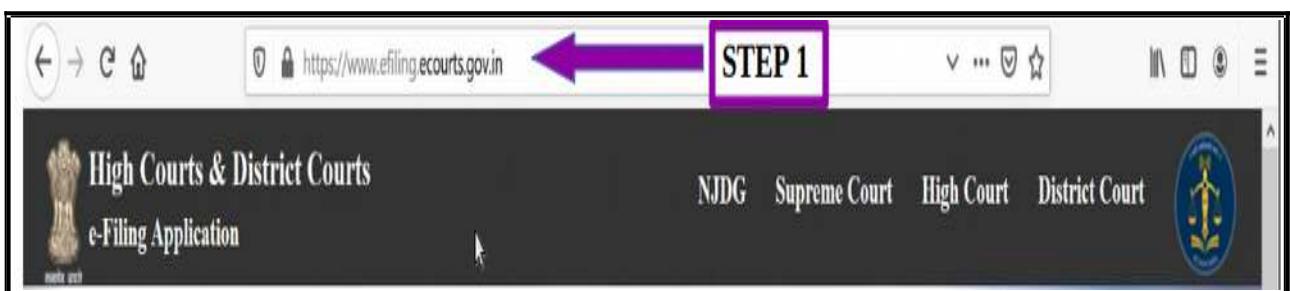 https://www.efiling.ecourts.gov.in STEP 1
High Courts & District Courts
e-Filing Application
NJDG Supreme Court High Court District Court